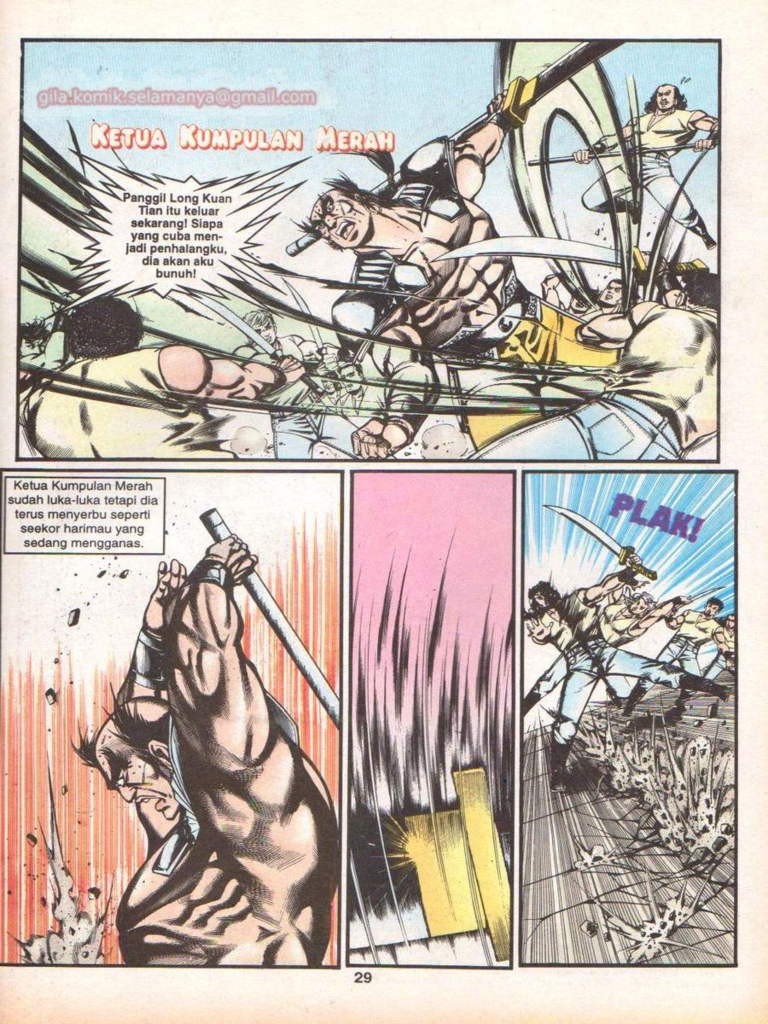 gila.komik.selamanya@gmail.com
KETUA KUMPULAN MERAH
Panggil Long Kuan
Tian itu keluar
sekarang! Siapa
yang cuba men-
jadi penhalangku,
dia akan aku
bunuh!
Ketua Kumpulan Merah
sudah luka-luka tetapi dia
terus menyerbu seperti
seekor harimau yang
sedang mengganas.
PLAK!
29